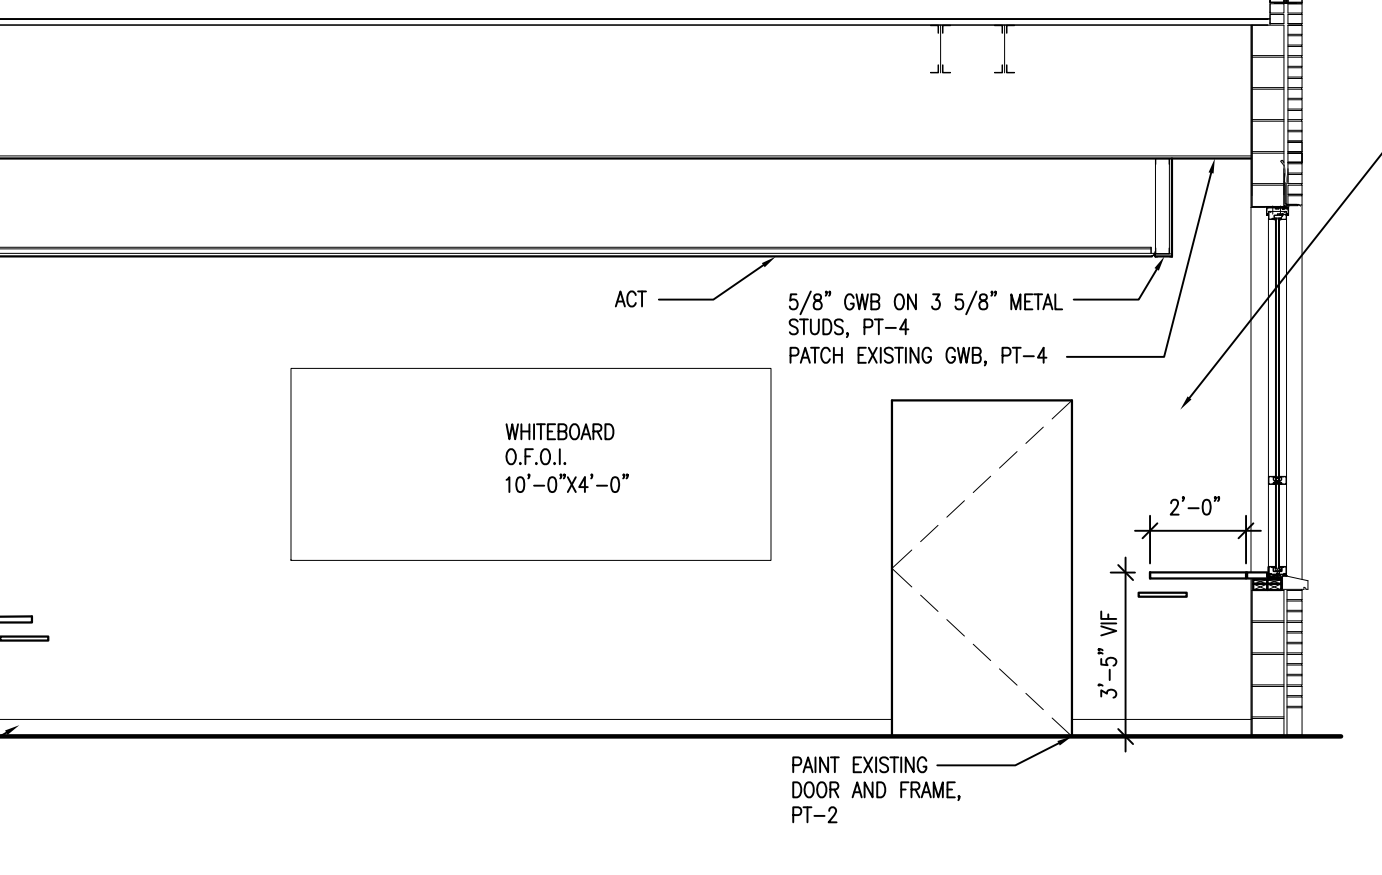 ACT
5/8" GWB ON 3 5/8" METAL
STUDS, PT-4
PATCH EXISTING GWB, PT-4
WHITEBOARD
O.F.O.I.
10'-0"X4'-0"
2'-0"
3'-5" VIF
PAINT EXISTING
DOOR AND FRAME,
PT-2